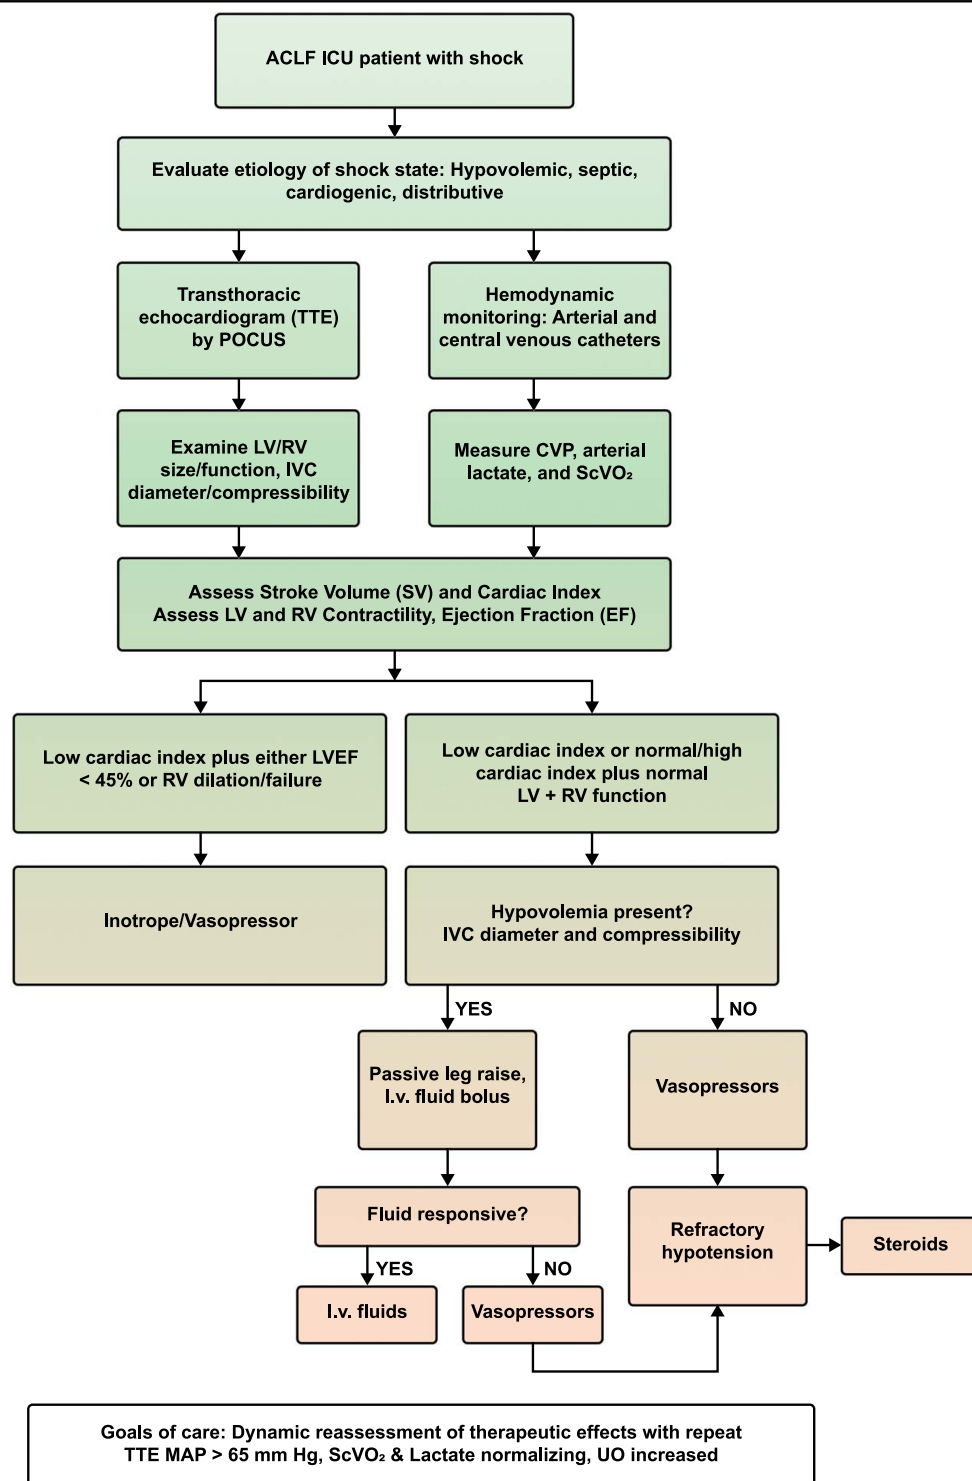 ACLF ICU patient with shock
Evaluate etiology of shock state: Hypovolemic, septic,
cardiogenic, distributive
Transthoracic
echocardiogram (TTE)
by POCUS
Hemodynamic
monitoring: Arterial and
central venous catheters
Examine LV/RV
size/function, IVC
diameter/compressibility
Measure CVP, arterial
lactate, and ScVO₂
Assess Stroke Volume (SV) and Cardiac Index
Assess LV and RV Contractility, Ejection Fraction (EF)
Low cardiac index plus either LVEF
< 45% or RV dilation/failure
Low cardiac index or normal/high
cardiac index plus normal
LV + RV function
Inotrope/Vasopressor
Hypovolemia present?
IVC diameter and compressibility
YES
NO
Passive leg raise,
I.v. fluid bolus
Vasopressors
Fluid responsive?
Refractory
hypotension
Steroids
YES
NO
I.v. fluids
Vasopressors
Goals of care: Dynamic reassessment of therapeutic effects with repeat
TTE MAP > 65 mm Hg, ScVO₂ & Lactate normalizing, UO increased